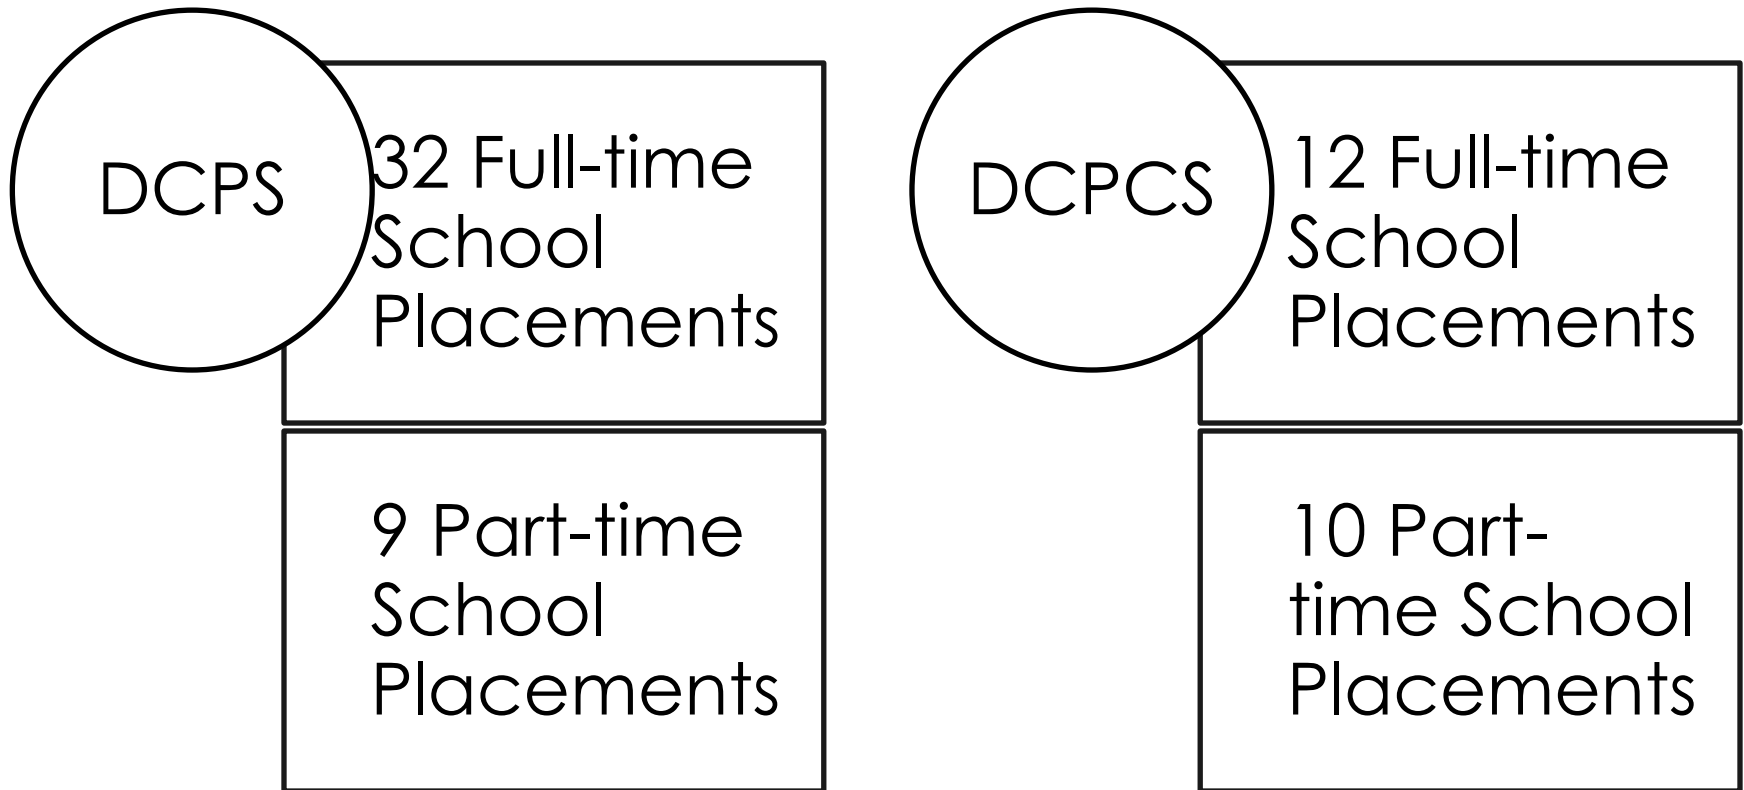 DCPS
32 Full-time
School
Placements
9 Part-time
School
Placements
DCPCS
12 Full-time
School
Placements
10 Part-
time School
Placements